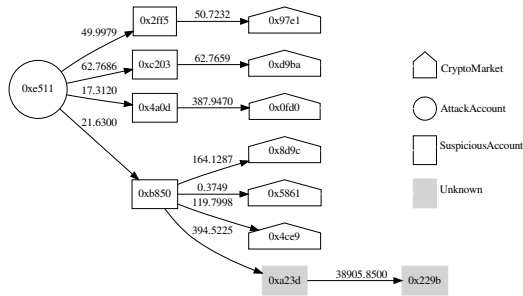 0xe511
49.9979
62.7686
17.3120
21.6300
0x2ff5
50.7232
0x97e1
0xc203
62.7659
0xd9ba
0x4a0d
387.9470
0x0fd0
0xb850
164.1287
0x8d9c
0.3749
0x5861
119.7998
0x4ce9
394.5225
0xa23d
38905.8500
0x229b
CryptoMarket
AttackAccount
SuspiciousAccount
Unknown